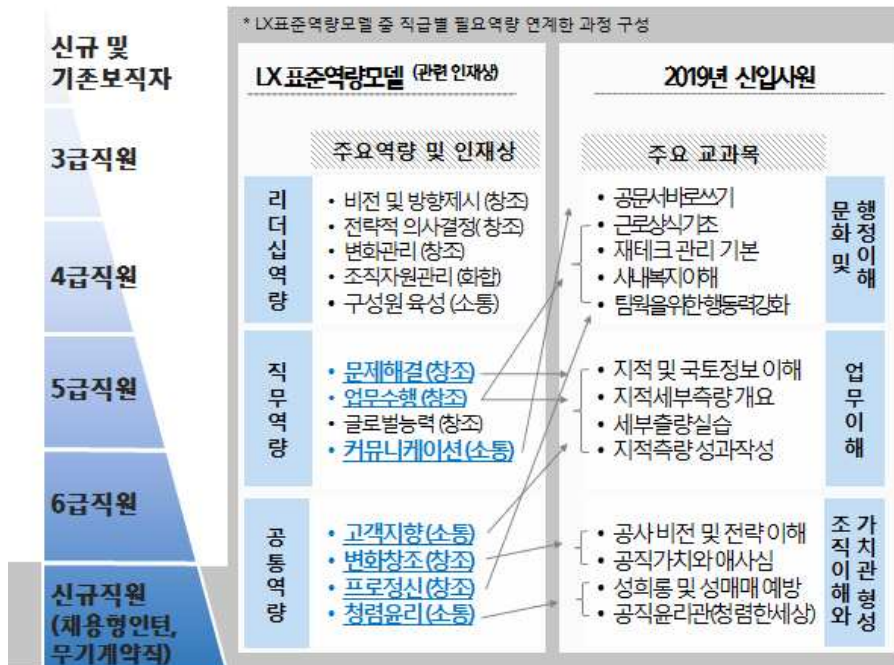 * LX표준역량모델 중 직급별 필요역량 연계한 과정 구성
신규 및
기존보직자
3급직원
4급직원
5급직원
6급직원
신규직원
(채용형인턴,
무기계약직)
LX 표준역량모델 (관련 인재상)
주요역량 및 인재상
리더십역량
• 비전 및 방향제시 (창조)
• 전략적 의사결정( 창조)
• 변화관리 (창조)
• 조직자원관리 (화합)
• 구성원 육성 (소통)
직무역량
• 문제해결 (창조)
• 업무수행 (창조)
• 글로벌능력 (창조)
• 커뮤니케이션 (소통)
공통역량
• 고객지향 (소통)
• 변화창조 (창조)
• 프로정신 (창조)
• 청렴윤리 (소통)
2019년 신입사원
주요 교과목
• 공문서바로쓰기
• 근로상식기초
• 재테크 관리 기본
• 사내복지이해
• 팀웍을위한행동력강화
행정이해
문화 및
• 지적 및 국토정보 이해
• 지적세부측량 개요
• 세부츨량실습
• 지적측량 성과작성
업무이해
• 공사 비전 및 전략 이해
• 공직가치와 애사심
• 성희롱 및 성매매 예방
• 공직윤리관(청렴한세상)
가치관 형성
조직이해와